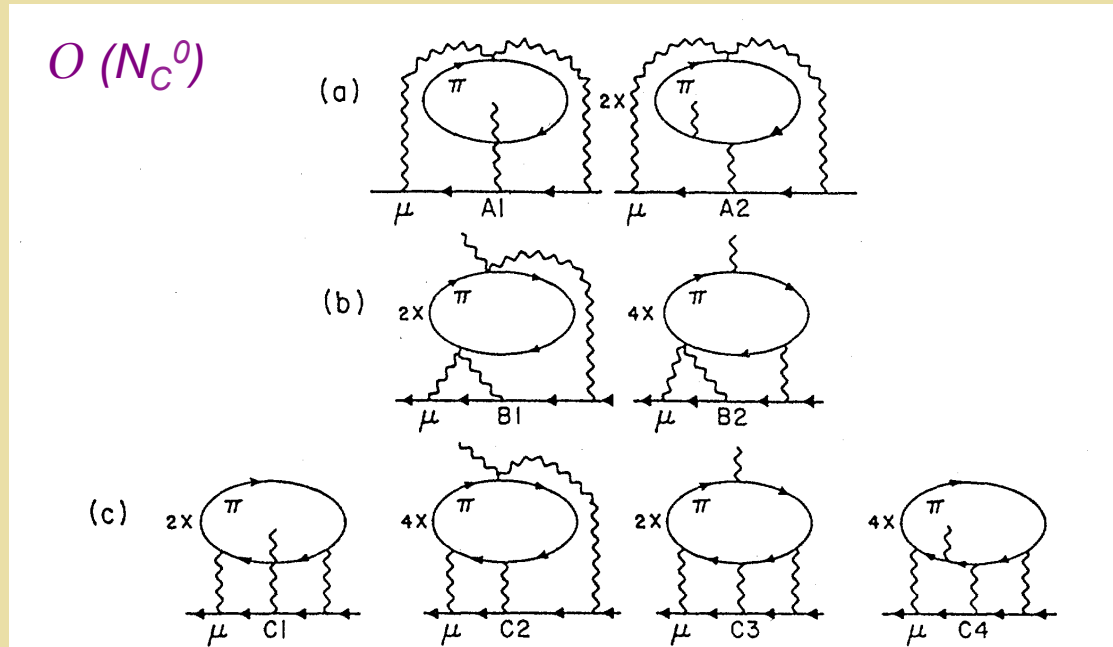 O (N_C^0)
(a) π 2X π
μ A1 μ A2
(b) 2X π 4X π
μ B1 μ B2
(c) 2X π 4X π 2X π 4X π
μ C1 μ C2 μ C3 μ C4